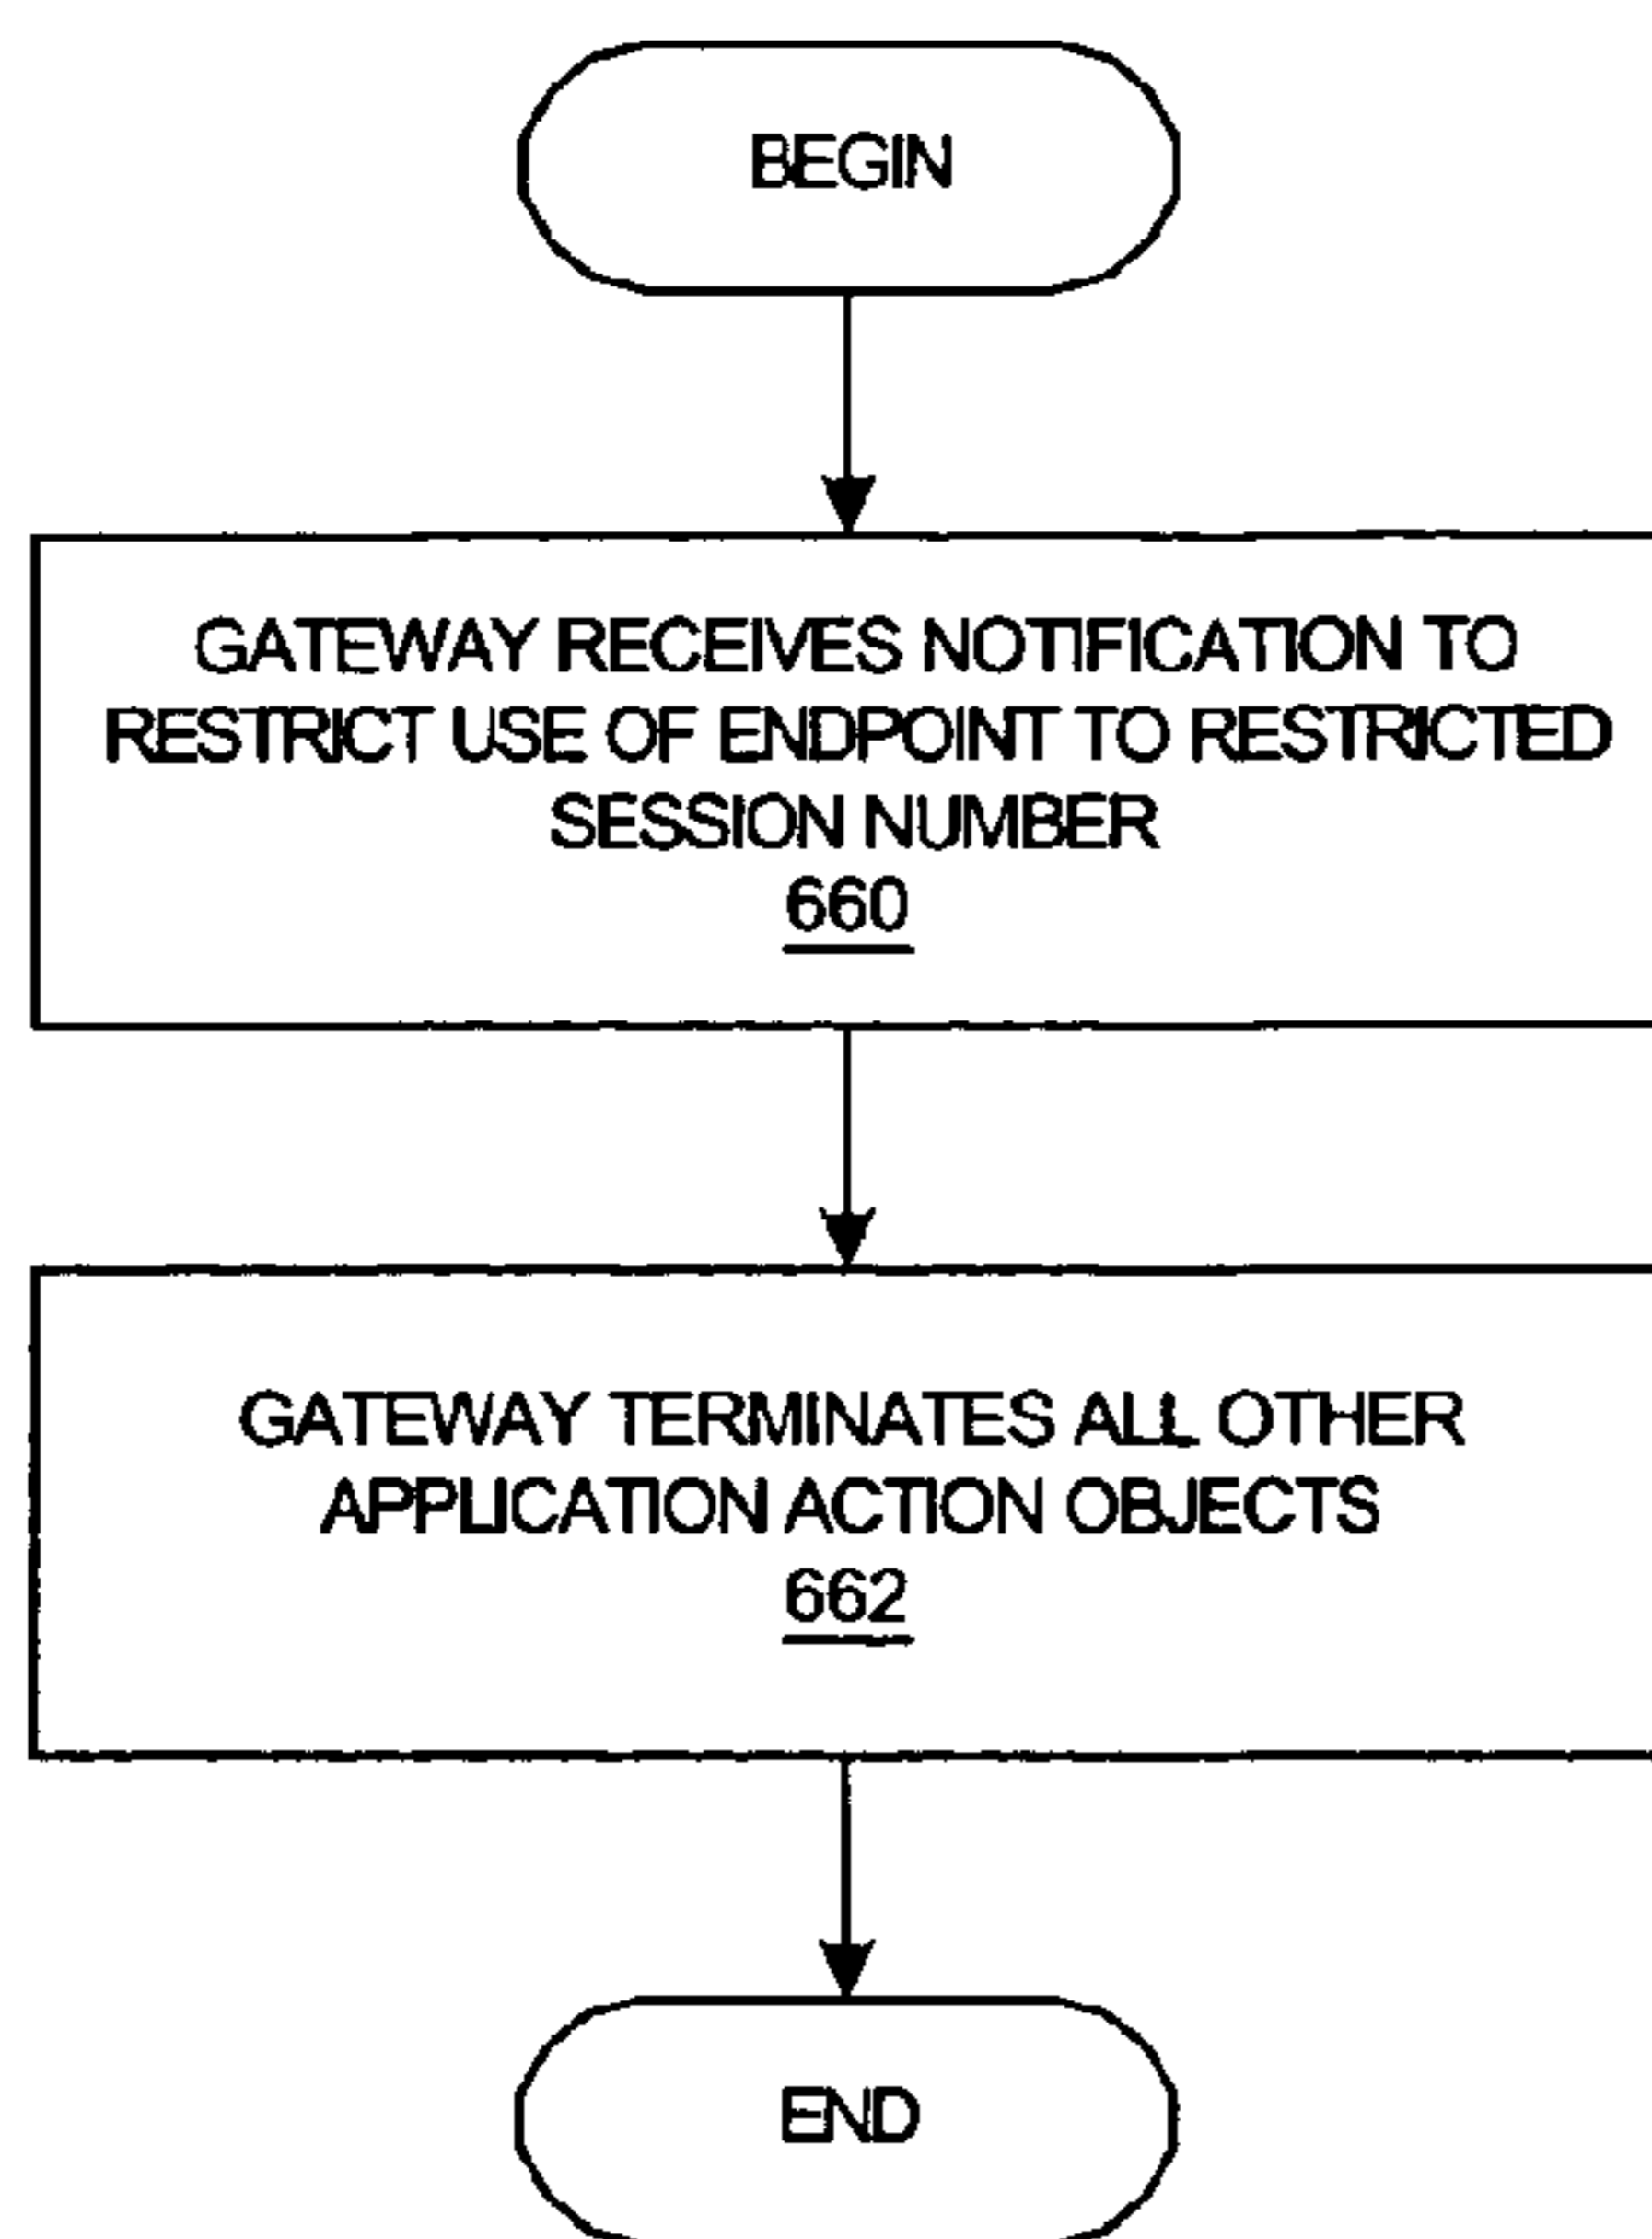 BEGIN
GATEWAY RECEIVES NOTIFICATION TO
RESTRICT USE OF ENDPOINT TO RESTRICTED
SESSION NUMBER
660
GATEWAY TERMINATES ALL OTHER
APPLICATION ACTION OBJECTS
662
END